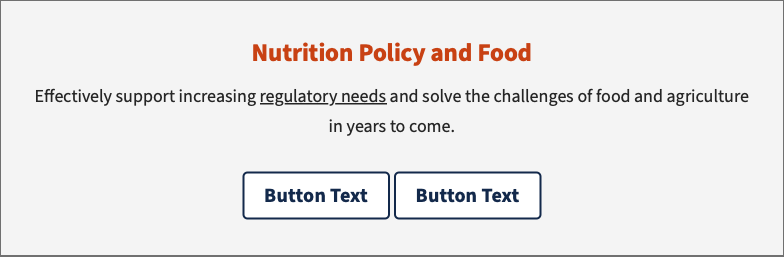 Nutrition Policy and Food
Effectively support increasing regulatory needs and solve the challenges of food and agriculture
in years to come.
Button Text Button Text